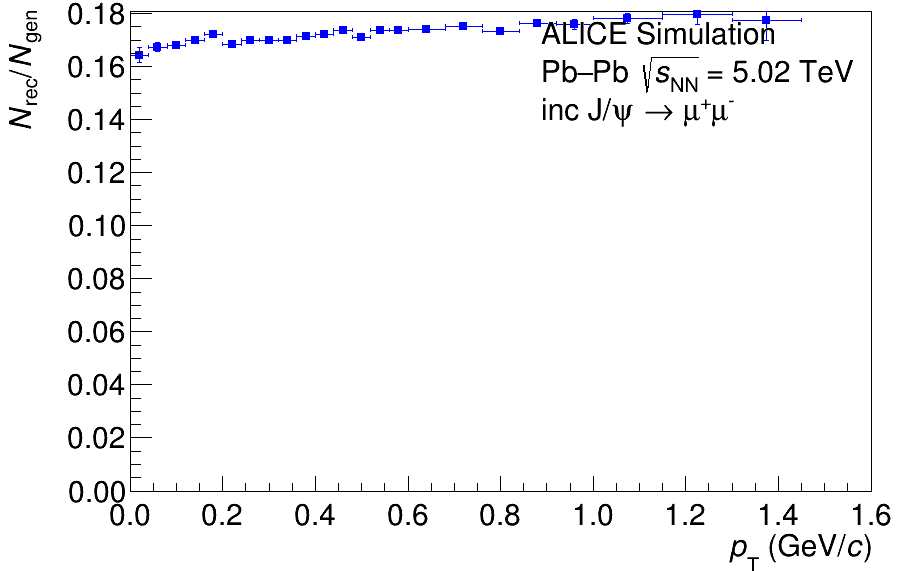 N_rec/N_gen
0.18
0.16
0.14
0.12
0.10
0.08
0.06
0.04
0.02
0.00
ALICE Simulation
Pb–Pb √s_NN = 5.02 TeV
inc J/ψ → μ⁺μ⁻
0.0 0.2 0.4 0.6 0.8 1.0 1.2 1.4 1.6
p_T (GeV/c)